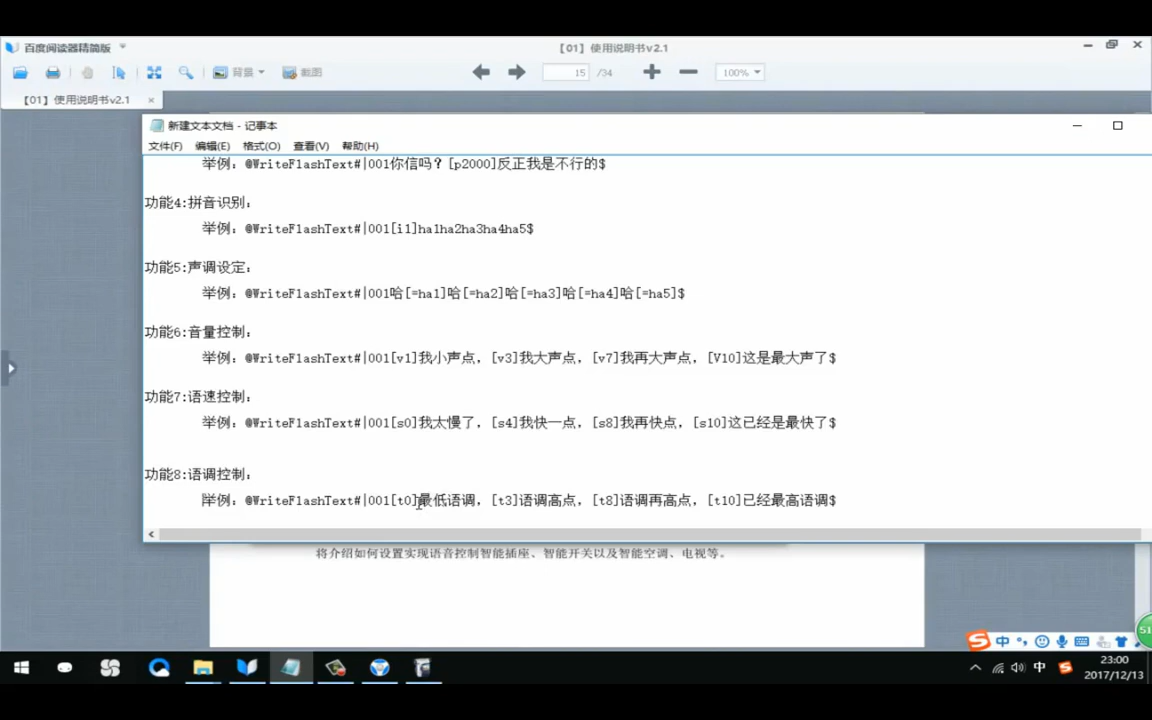 百度阅读器精简版
【01】使用说明书v2.1
背景
截图
15 /34
100%
【01】使用说明书v2.1 ×
新建文本文档 - 记事本
文件(F) 编辑(E) 格式(O) 查看(V) 帮助(H)
举例：@WriteFlashText#|001你信吗？[p2000]反正我是不行的$
功能4:拼音识别：
举例：@WriteFlashText#|001[i1]ha1ha2ha3ha4ha5$
功能5:声调设定：
举例：@WriteFlashText#|001哈[=ha1]哈[=ha2]哈[=ha3]哈[=ha4]哈[=ha5]$
功能6:音量控制：
举例：@WriteFlashText#|001[v1]我小声点，[v3]我大声点，[v7]我再大声点，[V10]这是最大声了$
功能7:语速控制：
举例：@WriteFlashText#|001[s0]我太慢了，[s4]我快一点，[s8]我再快点，[s10]这已经是最快了$
功能8:语调控制：
举例：@WriteFlashText#|001[t0]最低语调，[t3]语调高点，[t8]语调再高点，[t10]已经最高语调$
将介绍如何设置实现语音控制智能插座、智能开关以及智能空调、电视等。
中
51
中
23:00
2017/12/13